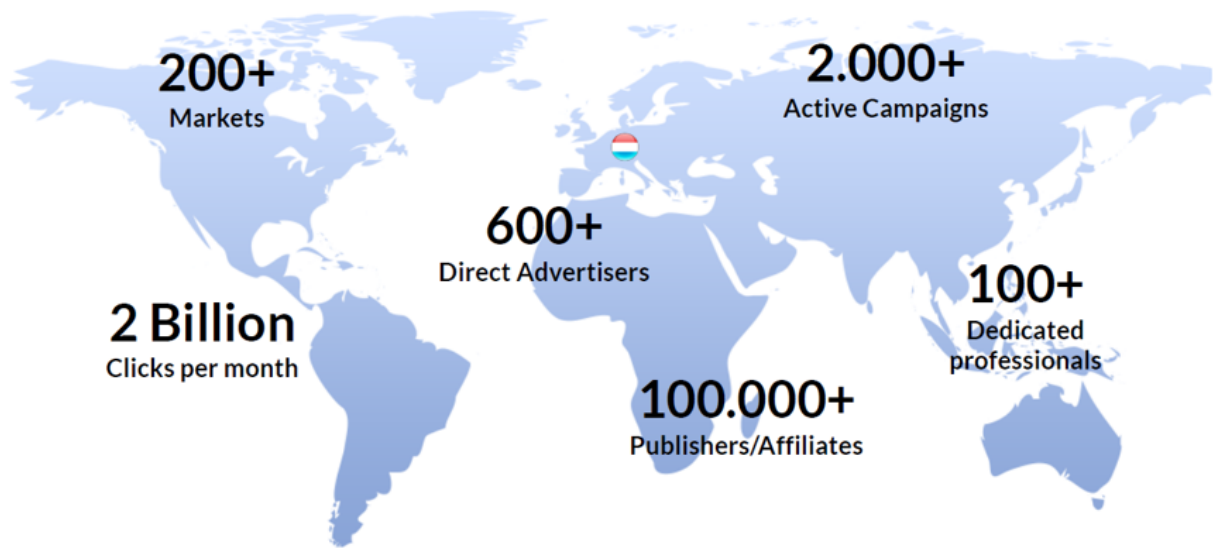 200+
Markets
2.000+
Active Campaigns
600+
Direct Advertisers
2 Billion
Clicks per month
100+
Dedicated
professionals
100.000+
Publishers/Affiliates